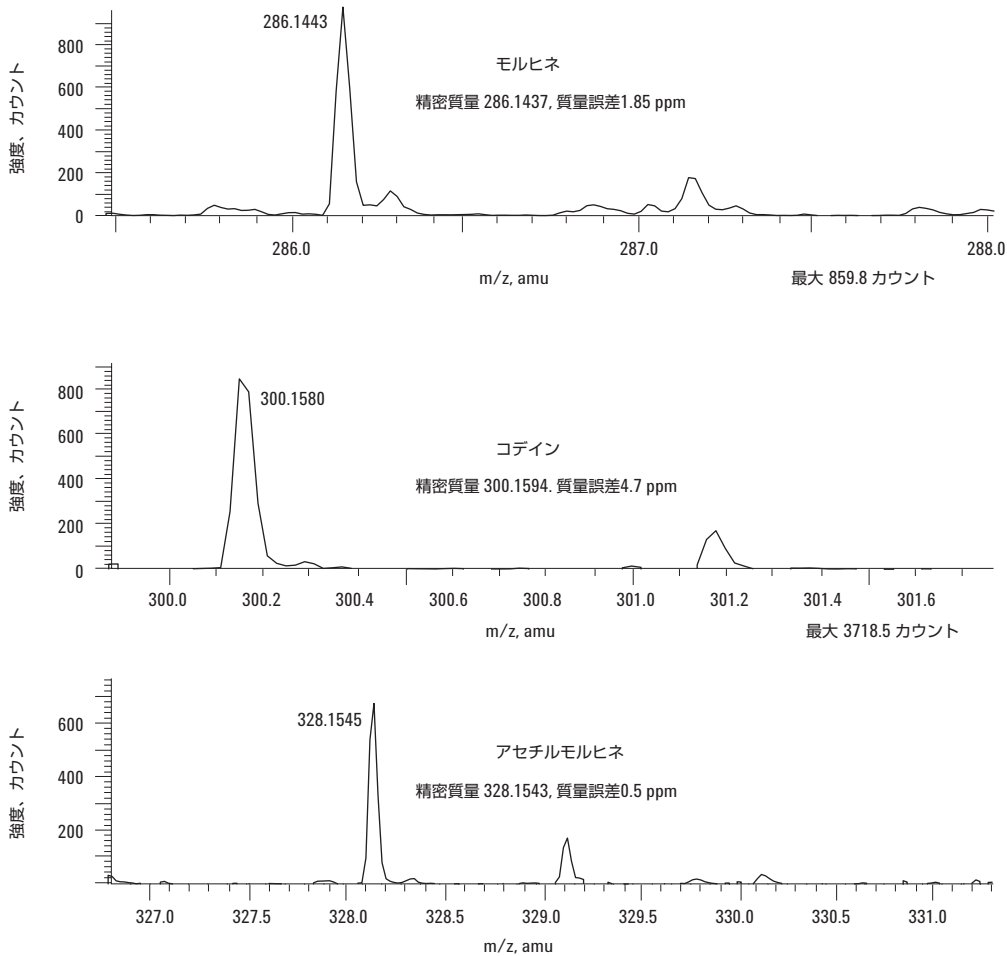 286.1443
モルヒネ
精密質量 286.1437, 質量誤差1.85 ppm
強度、カウント
800
600
400
200
0
286.0
287.0
288.0
m/z, amu
最大 859.8 カウント
300.1580
コデイン
精密質量 300.1594. 質量誤差4.7 ppm
強度、カウント
800
600
400
200
0
300.0
300.2
300.4
300.6
300.8
301.0
301.2
301.4
301.6
m/z, amu
最大 3718.5 カウント
328.1545
アセチルモルヒネ
精密質量 328.1543, 質量誤差0.5 ppm
強度、カウント
600
400
200
327.0
327.5
328.0
328.5
329.0
329.5
330.0
330.5
331.0
m/z, amu